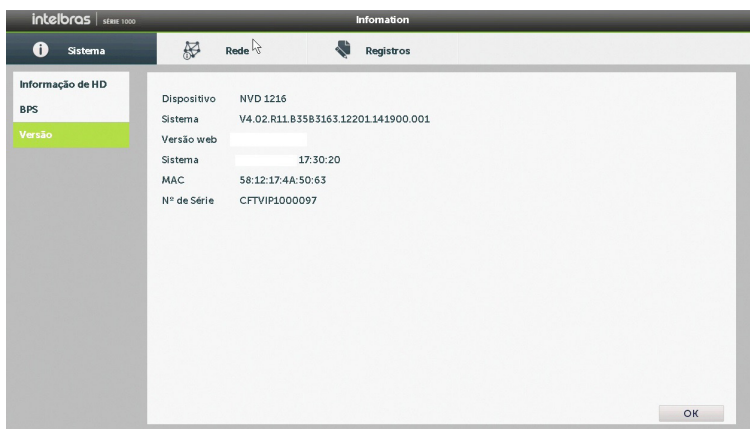 intelbras SÉRIE 1000 Infomation
Sistema Rede Registros
Informação de HD
BPS
Versão
Dispositivo NVD 1216
Sistema V4.02.R11.B35B3163.12201.141900.001
Versão web
Sistema 17:30:20
MAC 58:12:17:4A:50:63
Nº de Série CFTVIP1000097
OK